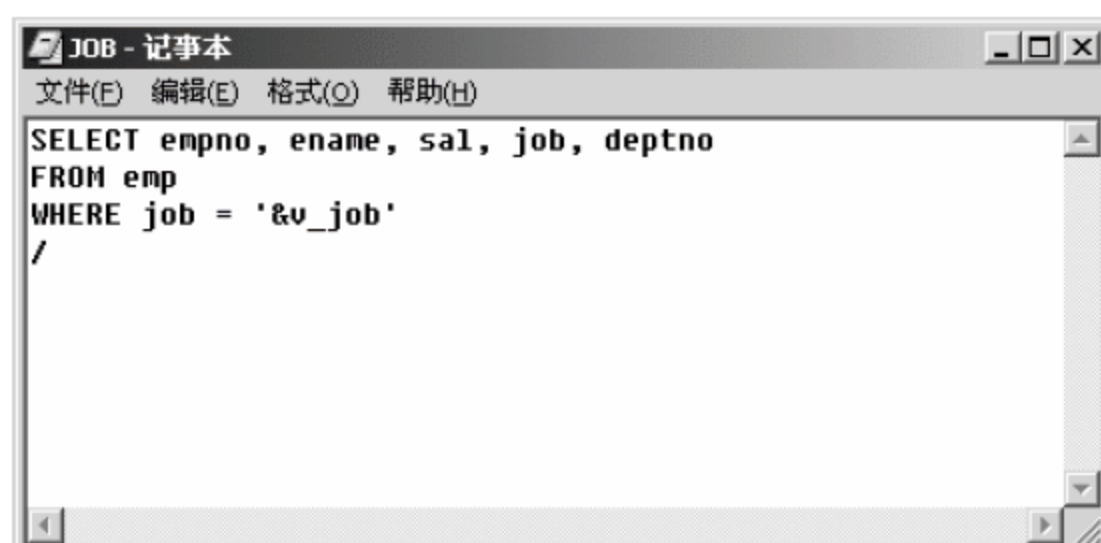 JOB - 记事本
文件(F) 编辑(E) 格式(O) 帮助(H)
SELECT empno, ename, sal, job, deptno
FROM emp
WHERE job = '&v_job'
/